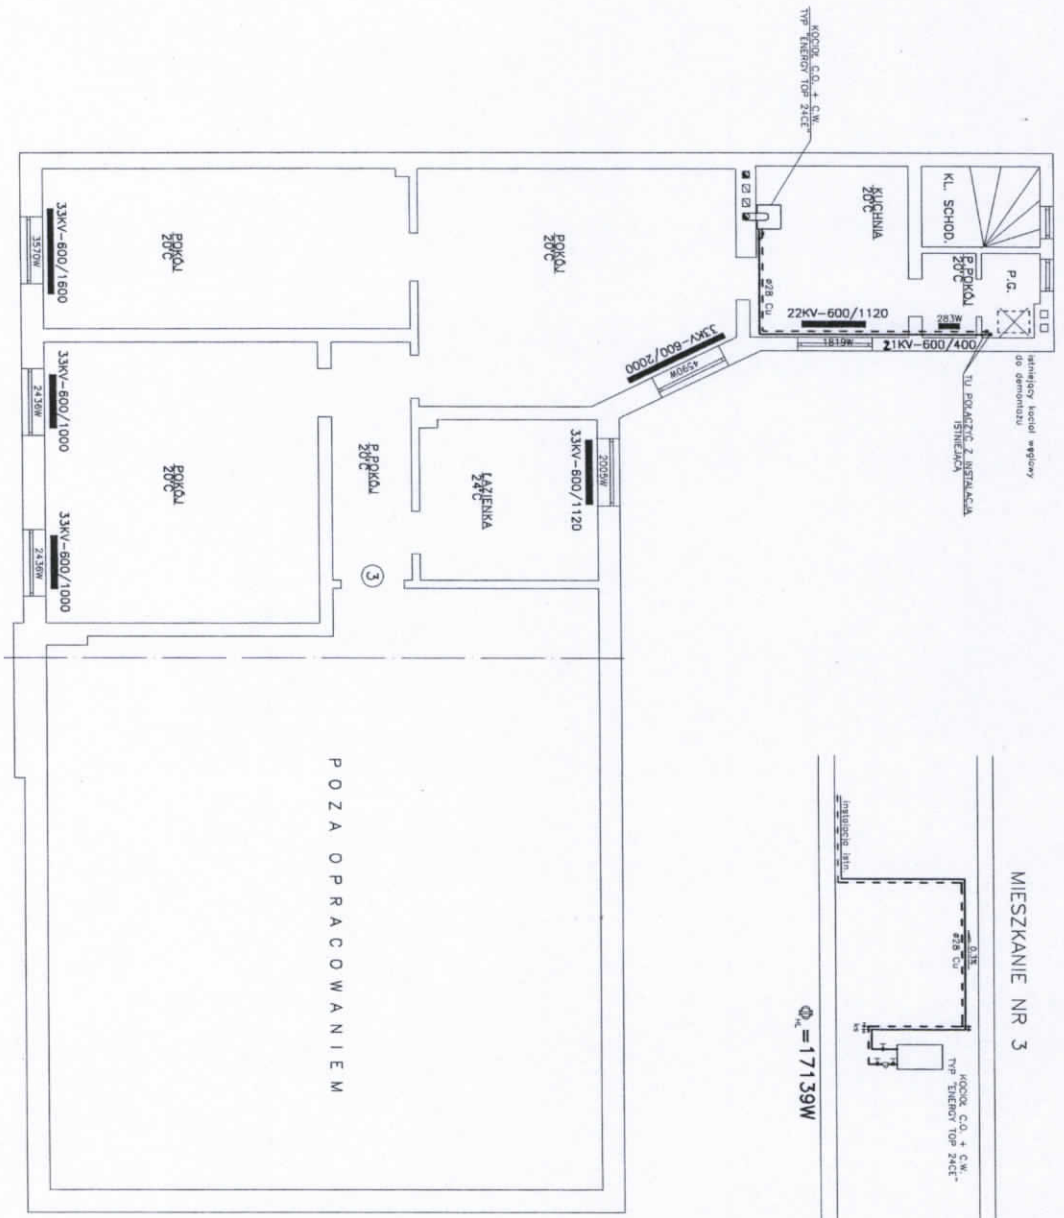 MIESZKANIE NR 3
KOCIOŁ C.O. + C.W.
TYP "ENERGY TOP 24CE"
0.3%
ø28 Cu
instalacja istn.
ks
ΦHL=17139W
KOCIOŁ C.O. + C.W.
TYP "ENERGY TOP 24CE"
istniejący kocioł węglowy
do demontażu
TU POŁĄCZYĆ Z INSTALACJĄ
ISTNIEJĄCĄ
KL. SCHOD.
P.G.
P.POKÓJ
20°C
283W
21KV-600/400
KUCHNIA
20°C
ø28 Cu
22KV-600/1120
1819W
POKÓJ
20°C
33KV-600/2000
4590W
ŁAZIENKA
24°C
33KV-600/1120
2005W
P.POKÓJ
20°C
3
POKÓJ
20°C
33KV-600/1600
3570W
POKÓJ
20°C
33KV-600/1000
2436W
33KV-600/1000
2436W
POZA OPRACOWANIEM